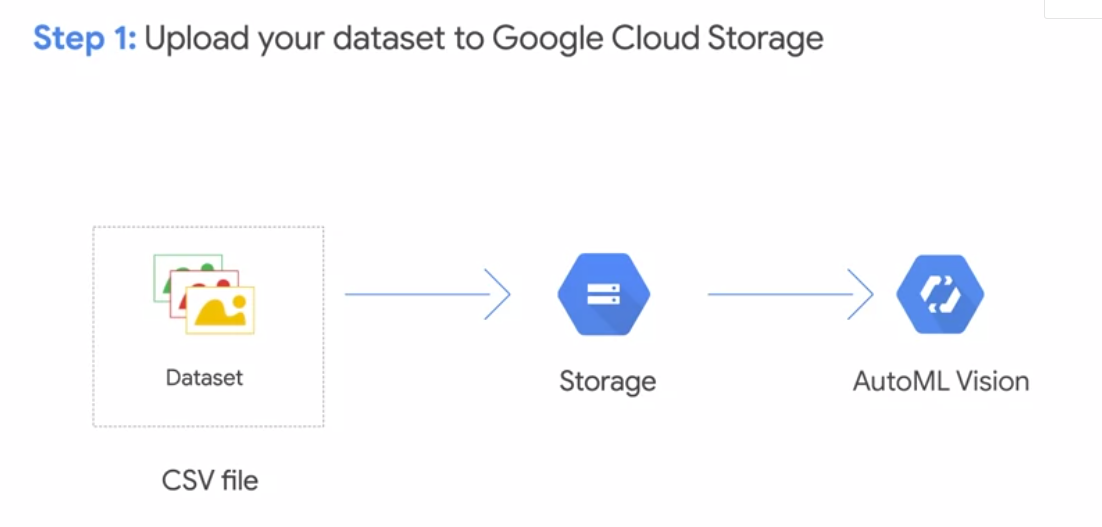 Step 1: Upload your dataset to Google Cloud Storage
Dataset
Storage
AutoML Vision
CSV file